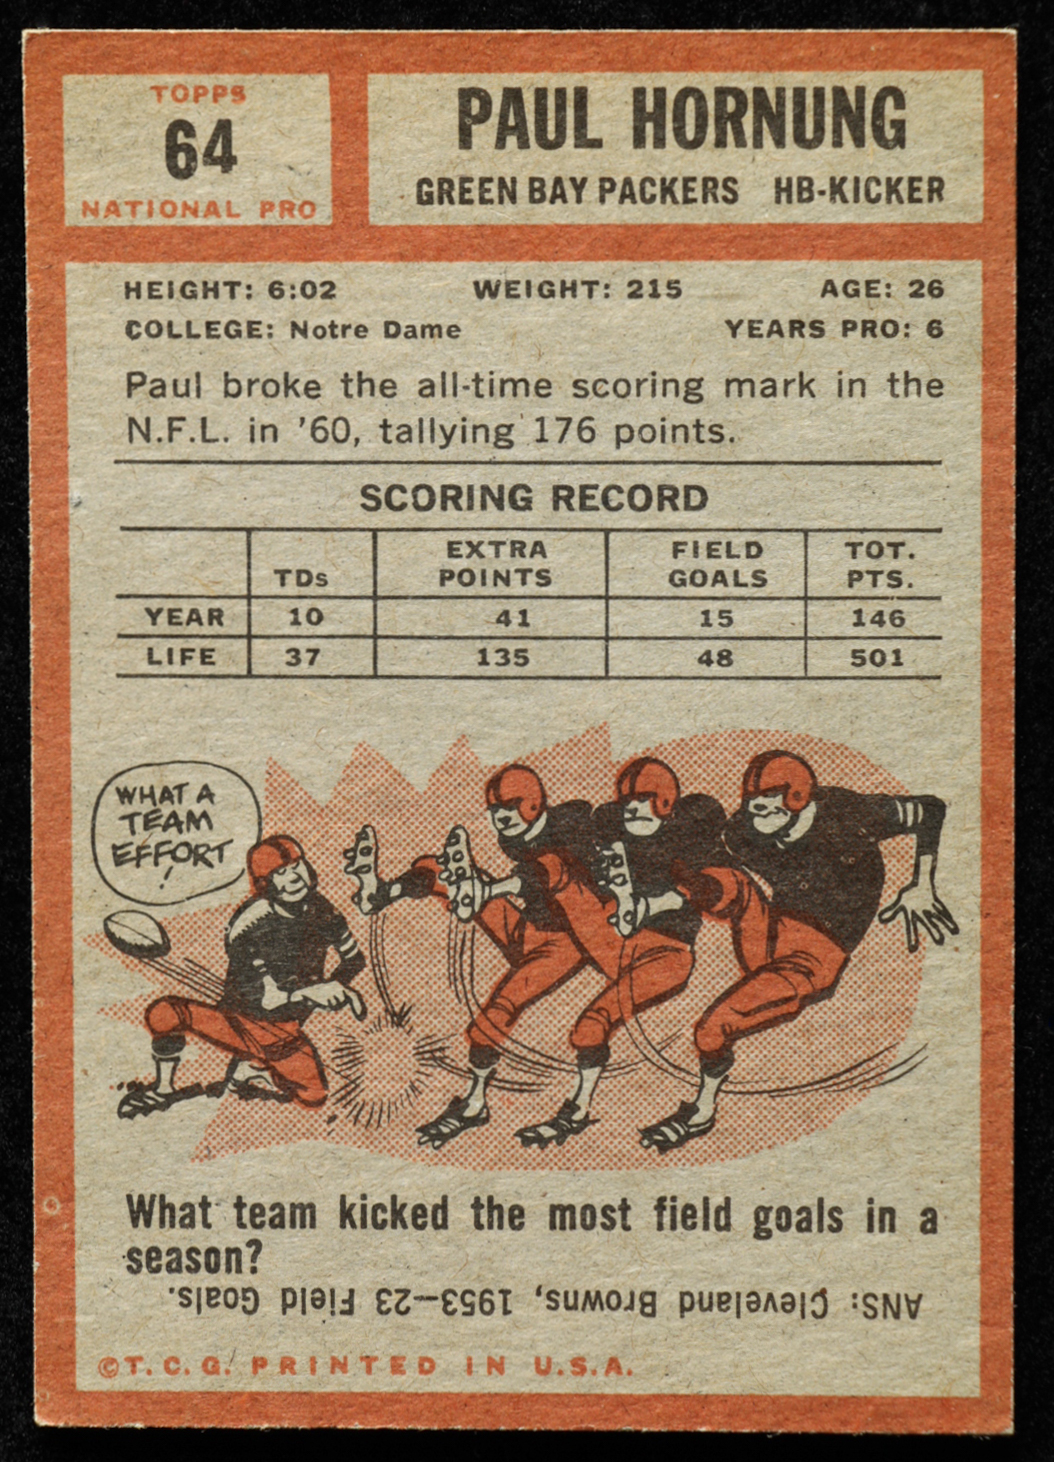 TOPPS
64
NATIONAL PRO
PAUL HORNUNG
GREEN BAY PACKERS HB-KICKER
HEIGHT: 6:02 WEIGHT: 215 AGE: 26
COLLEGE: Notre Dame YEARS PRO: 6
Paul broke the all-time scoring mark in the
N.F.L. in '60, tallying 176 points.
SCORING RECORD
TDs EXTRA POINTS FIELD GOALS TOT. PTS.
YEAR 10 41 15 146
LIFE 37 135 48 501
WHAT A
TEAM
EFFORT
!
What team kicked the most field goals in a
season?
ANS: Cleveland Browns, 1953—23 Field Goals.
©T.C.G. PRINTED IN U.S.A.